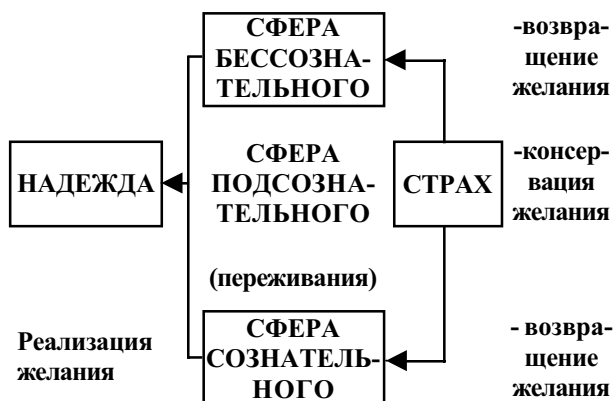 СФЕРА
БЕССОЗНА-
ТЕЛЬНОГО
-возвра-
щение
желания
НАДЕЖДА
СФЕРА
ПОДСОЗНА-
ТЕЛЬНОГО
(переживания)
СТРАХ
-консер-
вация
желания
Реализация
желания
СФЕРА
СОЗНАТЕЛЬ-
НОГО
- возвра-
щение
желания